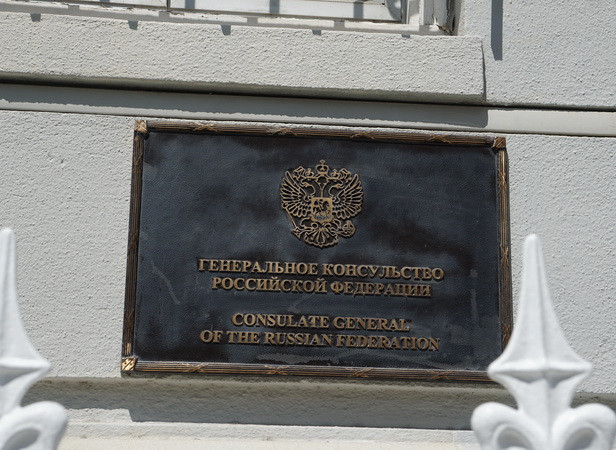 ГЕНЕРАЛЬНОЕ КОНСУЛЬСТВО
РОССИЙСКОЙ ФЕДЕРАЦИИ
CONSULATE GENERAL
OF THE RUSSIAN FEDERATION